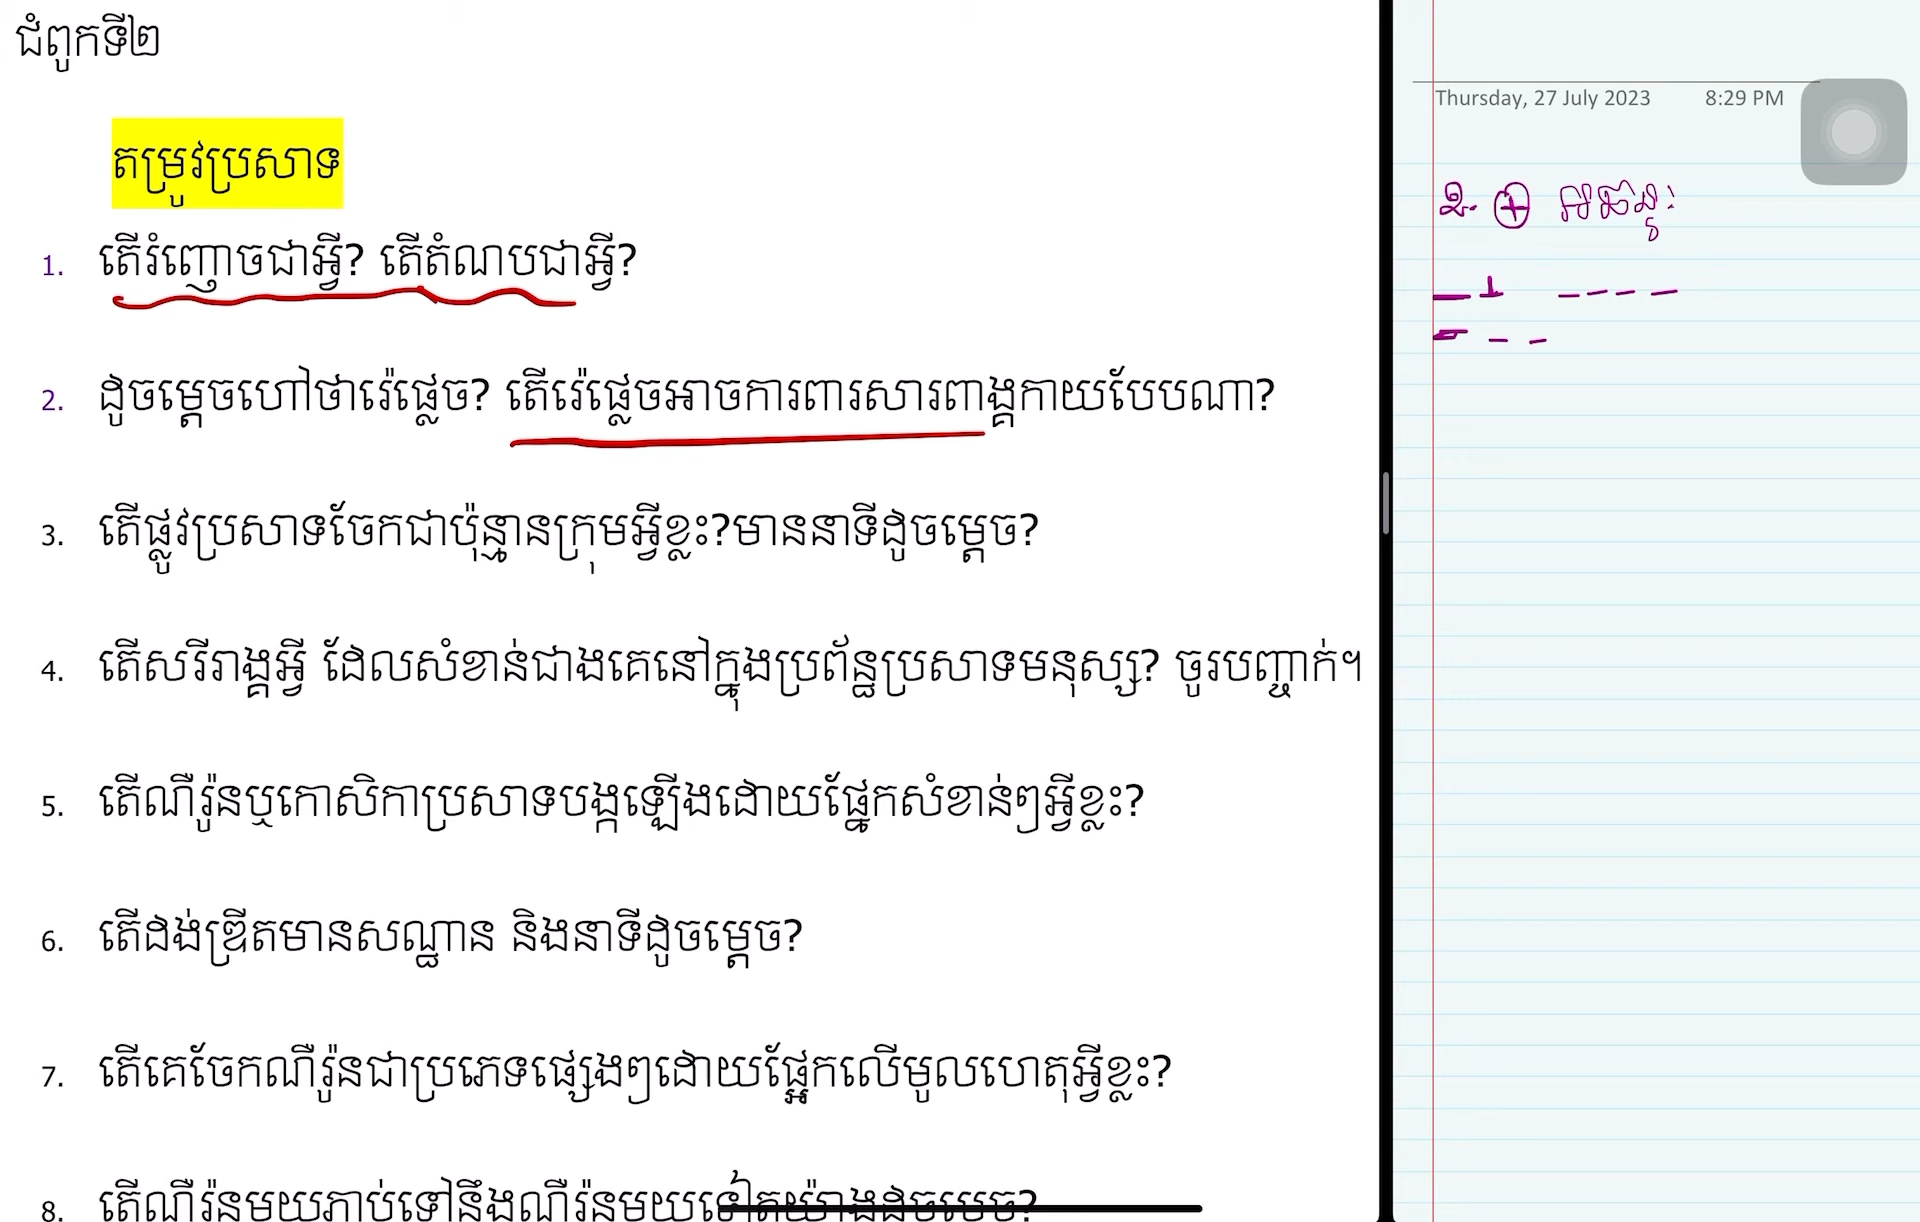 ជំពូកទី២
តម្រូវប្រសាទ
1. តើរំញោចជាអ្វី? តើតំណបជាអ្វី?
2. ដូចម្ដេចហៅថារ៉េផ្លេច? តើរ៉េផ្លេចអាចការពារសារពាង្គកាយបែបណា?
3. តើផ្លូវប្រសាទចែកជាប៉ុន្មានក្រុមអ្វីខ្លះ?មាននាទីដូចម្ដេច?
4. តើសរីរាង្គអ្វី ដែលសំខាន់ជាងគេនៅក្នុងប្រព័ន្ធប្រសាទមនុស្ស? ចូរបញ្ជាក់។
5. តើណឺរ៉ូនឬកោសិកាប្រសាទបង្កឡើងដោយផ្នែកសំខាន់ៗអ្វីខ្លះ?
6. តើដង់ឌ្រីតមានសណ្ឋាន និងនាទីដូចម្ដេច?
7. តើគេចែកណឺរ៉ូនជាប្រភេទផ្សេងៗដោយផ្អែកលើមូលហេតុអ្វីខ្លះ?
8. តើណឺរ៉ូនមួយភ្ជាប់ទៅនឹងណឺរ៉ូនមួយទៀតយ៉ាងដូចម្ដេច?
Thursday, 27 July 2023 8:29 PM